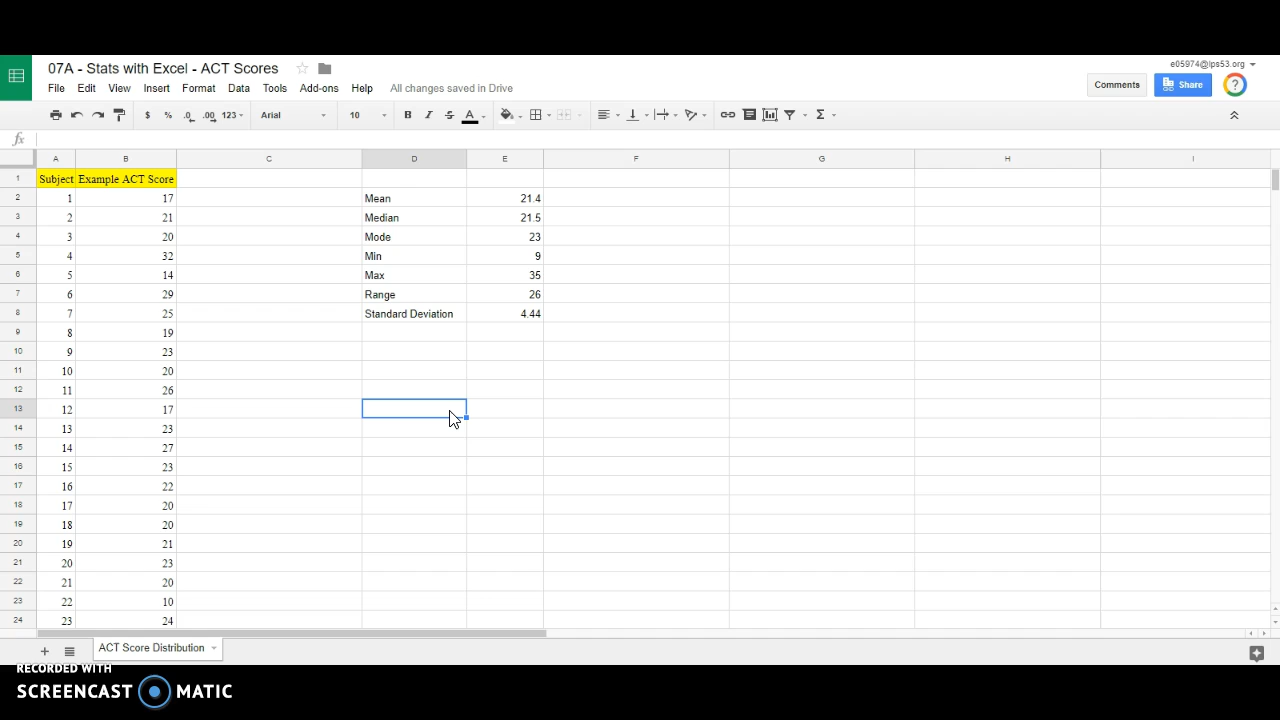 07A - Stats with Excel - ACT Scores
e05974@lps53.org
File Edit View Insert Format Data Tools Add-ons Help All changes saved in Drive
Comments Share ?
$ % .0 .00 123 Arial 10 B I S A Σ
fx
A B C D E F G H I
1 Subject Example ACT Score
2 1 17 Mean 21.4
3 2 21 Median 21.5
4 3 20 Mode 23
5 4 32 Min 9
6 5 14 Max 35
7 6 29 Range 26
8 7 25 Standard Deviation 4.44
9 8 19
10 9 23
11 10 20
12 11 26
13 12 17
14 13 23
15 14 27
16 15 23
17 16 22
18 17 20
19 18 20
20 19 21
21 20 23
22 21 20
23 22 10
24 23 24
+ ACT Score Distribution
RECORDED WITH
SCREENCAST MATIC